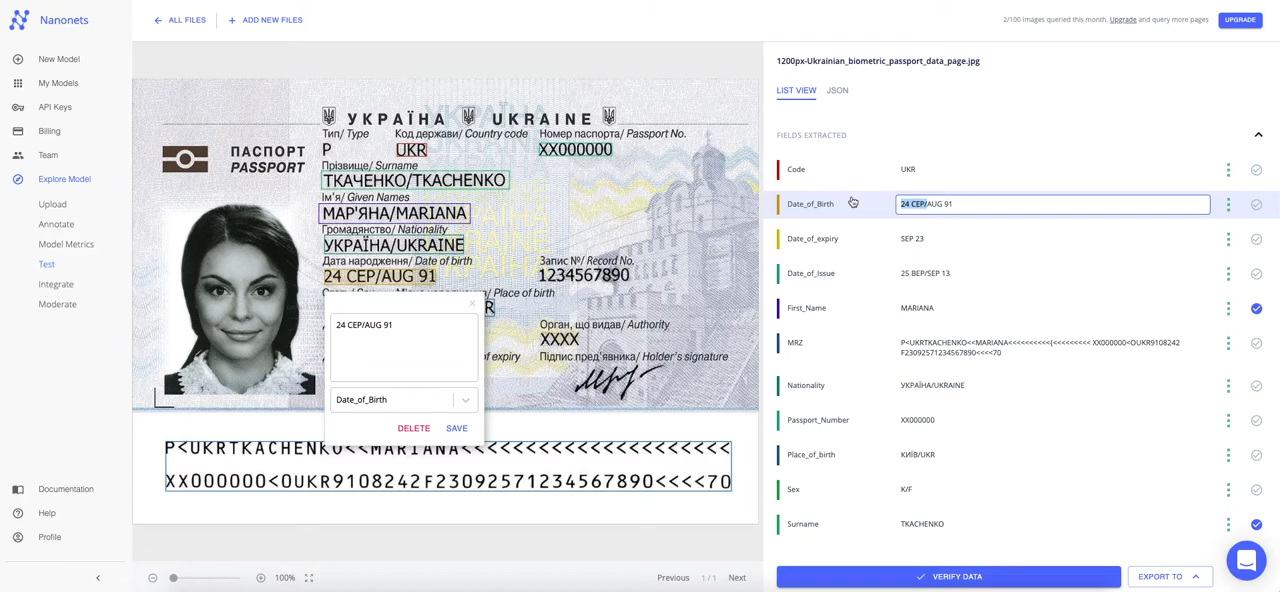 Nanonets
ALL FILES
ADD NEW FILES
2/100 images queried this month. Upgrade and query more pages
UPGRADE
New Model
My Models
API Keys
Billing
Team
Explore Model
Upload
Annotate
Model Metrics
Test
Integrate
Moderate
Documentation
Help
Profile
УКРАЇНА UKRAINE
Тип/ Type Код держави/ Country code Номер паспорта/ Passport No.
P UKR XX000000
ПАСПОРТ
PASSPORT
Прізвище/ Surname
ТКАЧЕНКО/TKACHENKO
Ім'я/ Given Names
МАР'ЯНА/MARIANA
Громадянство/ Nationality
УКРАЇНА/UKRAINE
Дата народження/ Date of birth Запис №/ Record No.
24 СЕР/AUG 91 1234567890
/ Place of birth
R
Орган, що видав/ Authority
XXXX
of expiry Підпис пред'явника/ Holder's signature
24 CEP/AUG 91
Date_of_Birth
DELETE SAVE
P<UKRTKACHENKO<<MARIANA<<<<<<<<<<<<<<<<<<<<<
XX000000<0UKR9108242F23092571234567890<<<<70
100%
Previous 1 / 1 Next
1200px-Ukrainian_biometric_passport_data_page.jpg
LIST VIEW JSON
FIELDS EXTRACTED
Code UKR
Date_of_Birth 24 CEP/AUG 91
Date_of_expiry SEP 23
Date_of_Issue 25 BEP/SEP 13
First_Name MARIANA
MRZ P<UKRTKACHENKO<<MARIANA<<<<<<<<<<(<<<<<<<<< XX000000<OUKR9108242
F23092571234567890<<<<70
Nationality УКРАЇНА/UKRAINE
Passport_Number XX000000
Place_of_birth КИЇВ/UKR
Sex K/F
Surname TKACHENKO
VERIFY DATA
EXPORT TO